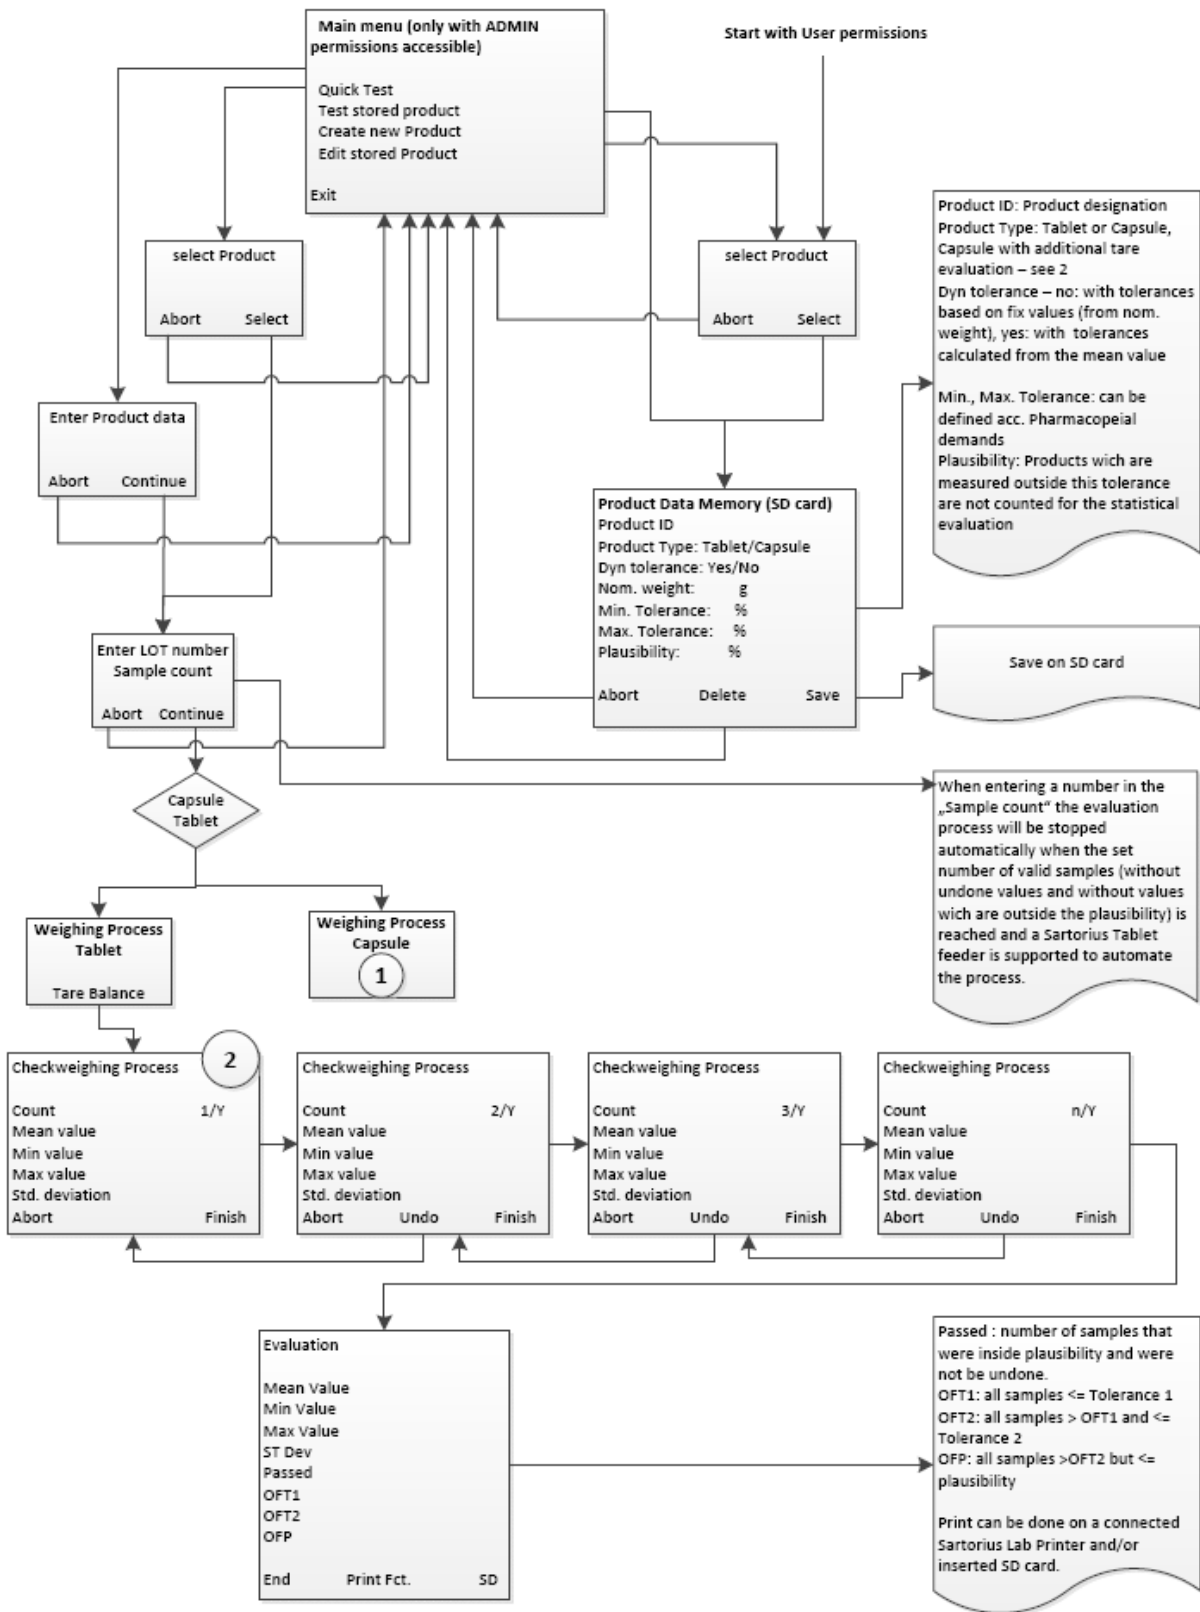 Main menu (only with ADMIN
permissions accessible)
Quick Test
Test stored product
Create new Product
Edit stored Product
Exit
Start with User permissions
select Product
Abort Select
select Product
Abort Select
Product ID: Product designation
Product Type: Tablet or Capsule,
Capsule with additional tare
evaluation – see 2
Dyn tolerance – no: with tolerances
based on fix values (from nom.
weight), yes: with tolerances
calculated from the mean value
Min., Max. Tolerance: can be
defined acc. Pharmacopeial
demands
Plausibility: Products wich are
measured outside this tolerance
are not counted for the statistical
evaluation
Enter Product data
Abort Continue
Product Data Memory (SD card)
Product ID
Product Type: Tablet/Capsule
Dyn tolerance: Yes/No
Nom. weight: g
Min. Tolerance: %
Max. Tolerance: %
Plausibility: %
Abort Delete Save
Enter LOT number
Sample count
Abort Continue
Save on SD card
Capsule
Tablet
When entering a number in the
„Sample count“ the evaluation
process will be stopped
automatically when the set
number of valid samples (without
undone values and without values
wich are outside the plausibility) is
reached and a Sartorius Tablet
feeder is supported to automate
the process.
Weighing Process
Tablet
Tare Balance
Weighing Process
Capsule
1
Checkweighing Process
2
Count 1/Y
Mean value
Min value
Max value
Std. deviation
Abort Finish
Checkweighing Process
Count 2/Y
Mean value
Min value
Max value
Std. deviation
Abort Undo Finish
Checkweighing Process
Count 3/Y
Mean value
Min value
Max value
Std. deviation
Abort Undo Finish
Checkweighing Process
Count n/Y
Mean value
Min value
Max value
Std. deviation
Abort Undo Finish
Evaluation
Mean Value
Min Value
Max Value
ST Dev
Passed
OFT1
OFT2
OFP
End Print Fct. SD
Passed : number of samples that
were inside plausibility and were
not be undone.
OFT1: all samples <= Tolerance 1
OFT2: all samples > OFT1 and <=
Tolerance 2
OFP: all samples >OFT2 but <=
plausibility
Print can be done on a connected
Sartorius Lab Printer and/or
inserted SD card.